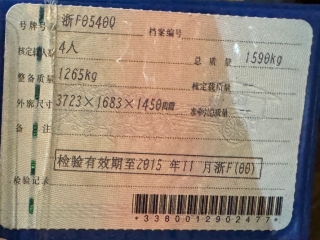 号牌号码 浙F0540Q 档案编号
核定载人数 4人 总质量 1590kg
整备质量 1265kg 核定载质量
外廓尺寸 3723×1683×1450mm 准牵引总质量
备注
检验有效期至2015年11月浙F(00)
检验记录
*3380012902477*